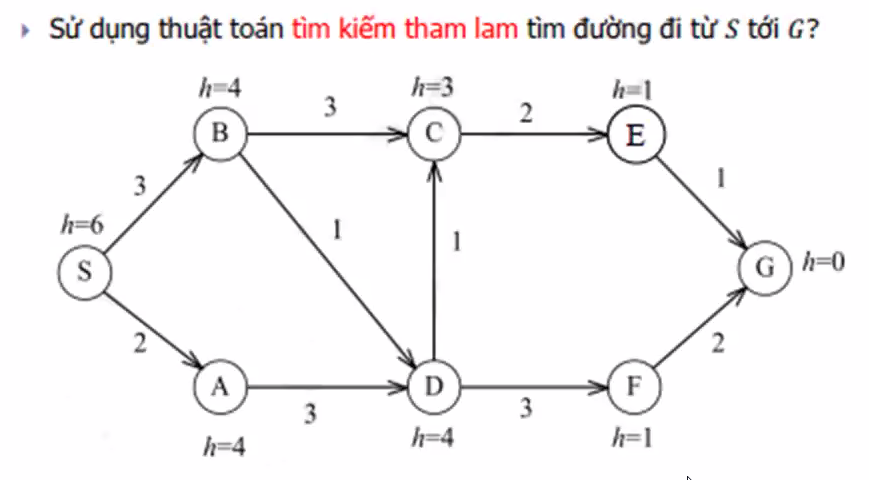 Sử dụng thuật toán tìm kiếm tham lam tìm đường đi từ S tới G?
h=4 h=3 h=1
B 3 C 2 E
3 1 1 1
h=6
S G h=0
2 2
A 3 D 3 F
h=4 h=4 h=1